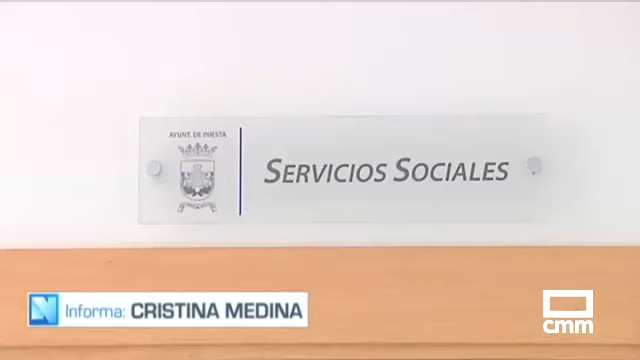 AYUNT. DE INIESTA
SERVICIOS SOCIALES
N Informa: CRISTINA MEDINA
cmm